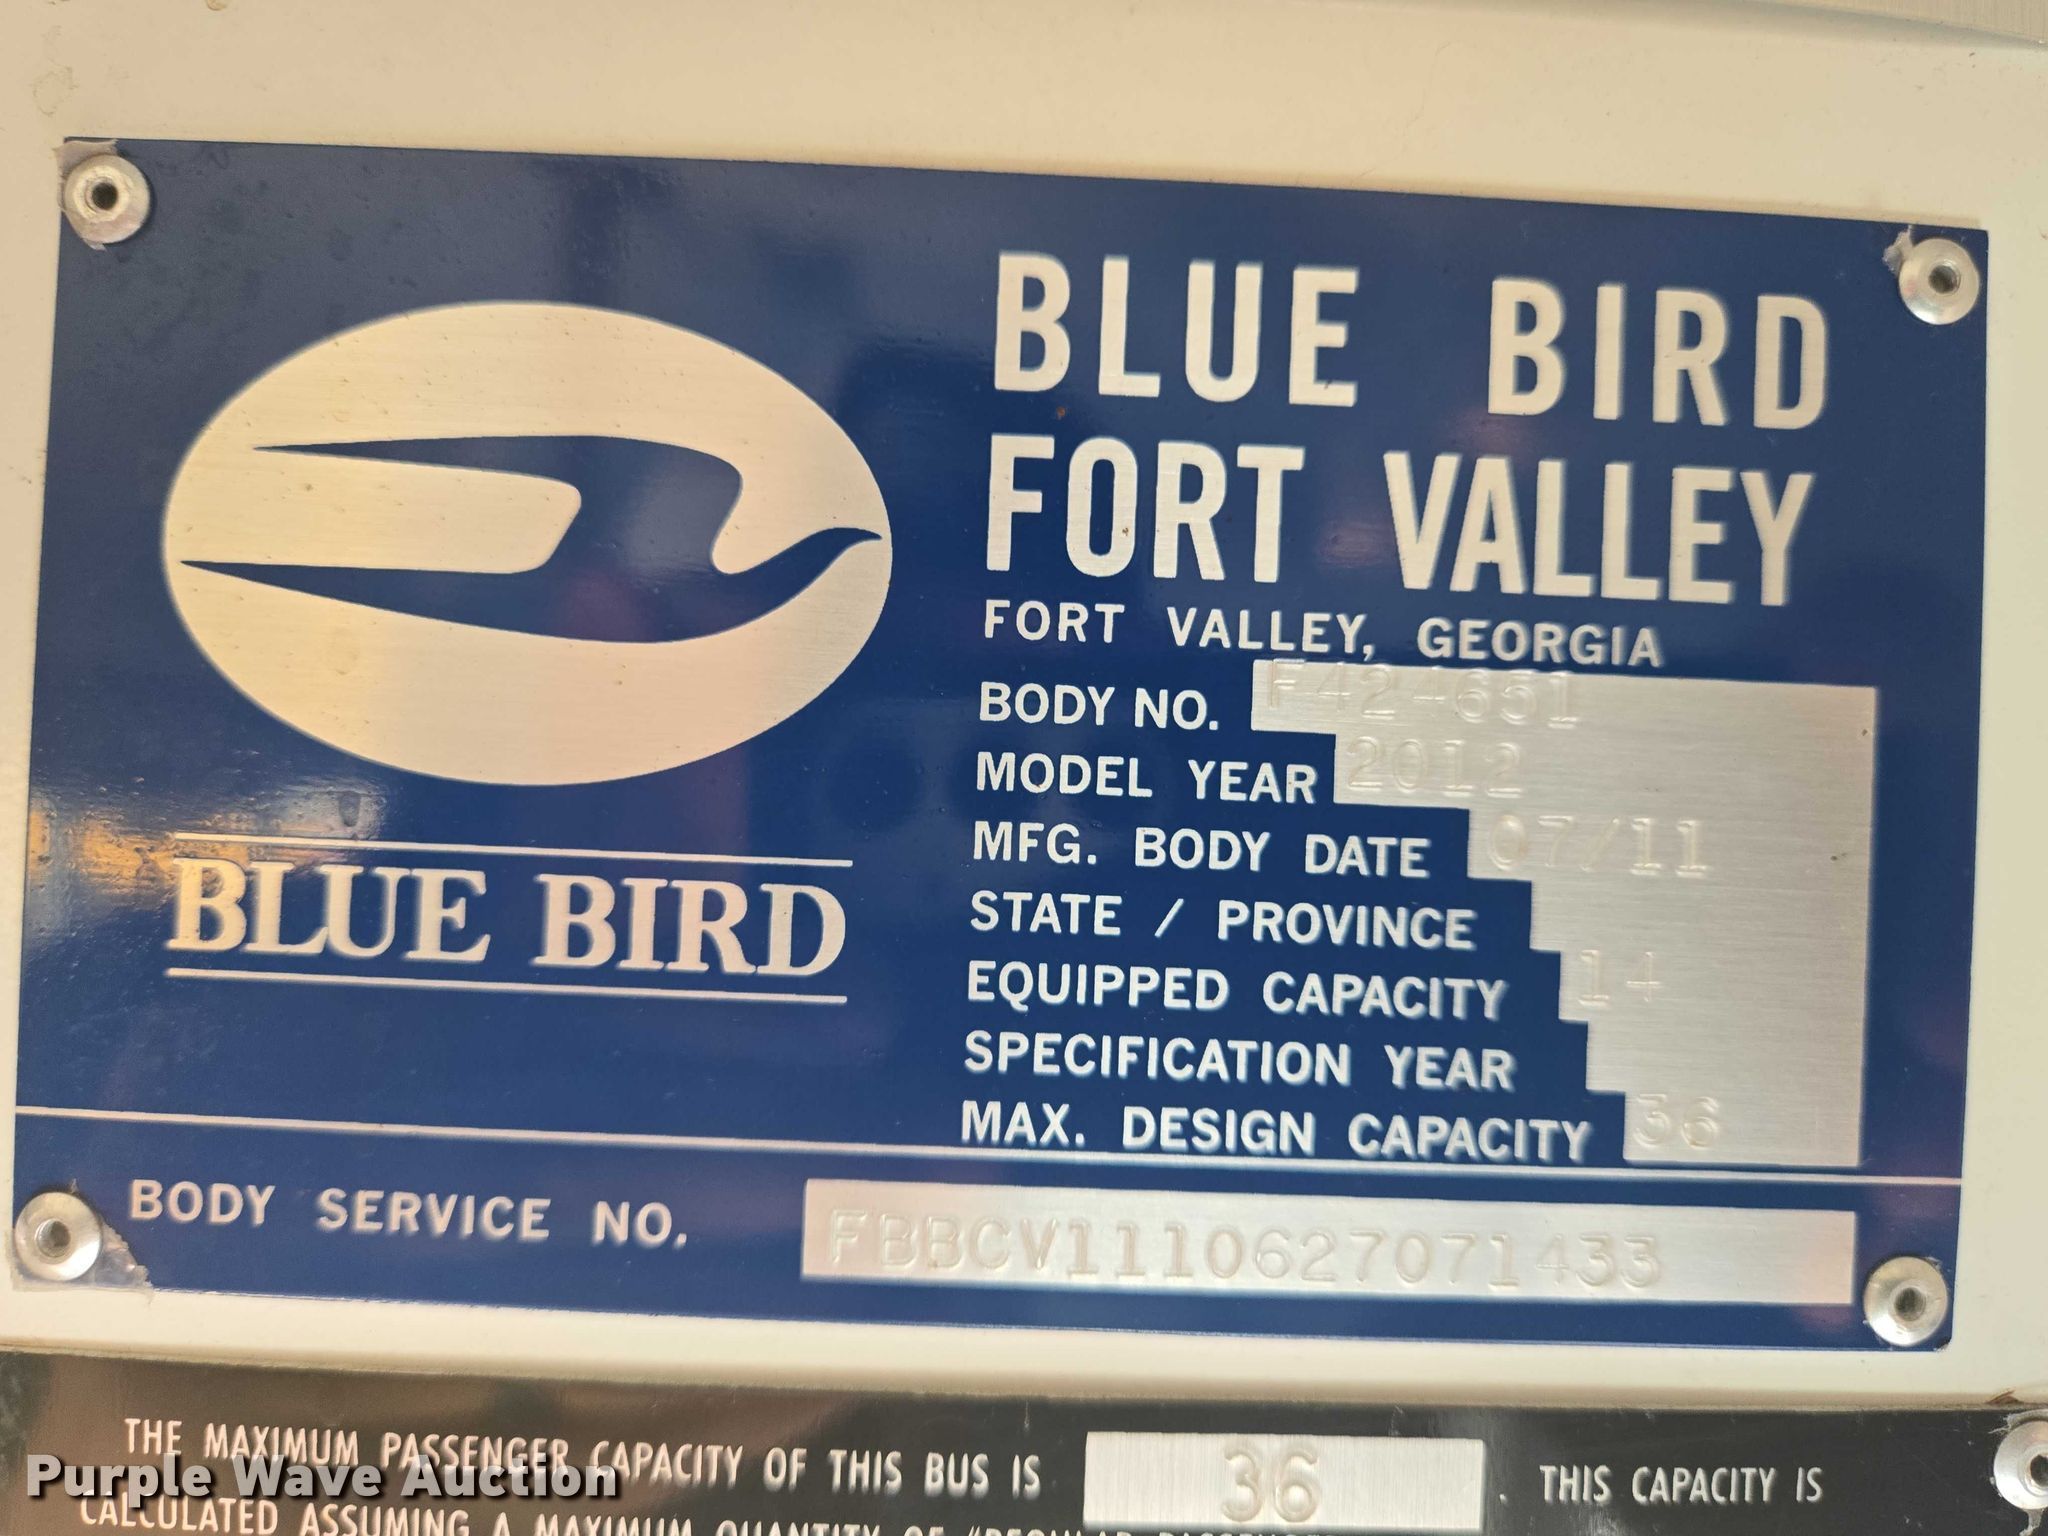 BLUE BIRD
FORT VALLEY
FORT VALLEY, GEORGIA
BODY NO. F424651
MODEL YEAR 2012
MFG. BODY DATE 07/11
STATE / PROVINCE
EQUIPPED CAPACITY 14
SPECIFICATION YEAR
MAX. DESIGN CAPACITY 36
BLUE BIRD
BODY SERVICE NO. FBBCV1110627071433
THE MAXIMUM PASSENGER CAPACITY OF THIS BUS IS 36 . THIS CAPACITY IS
CALCULATED ASSUMING A MAXIMUM QUANTITY OF "REGULAR
Purple Wave Auction